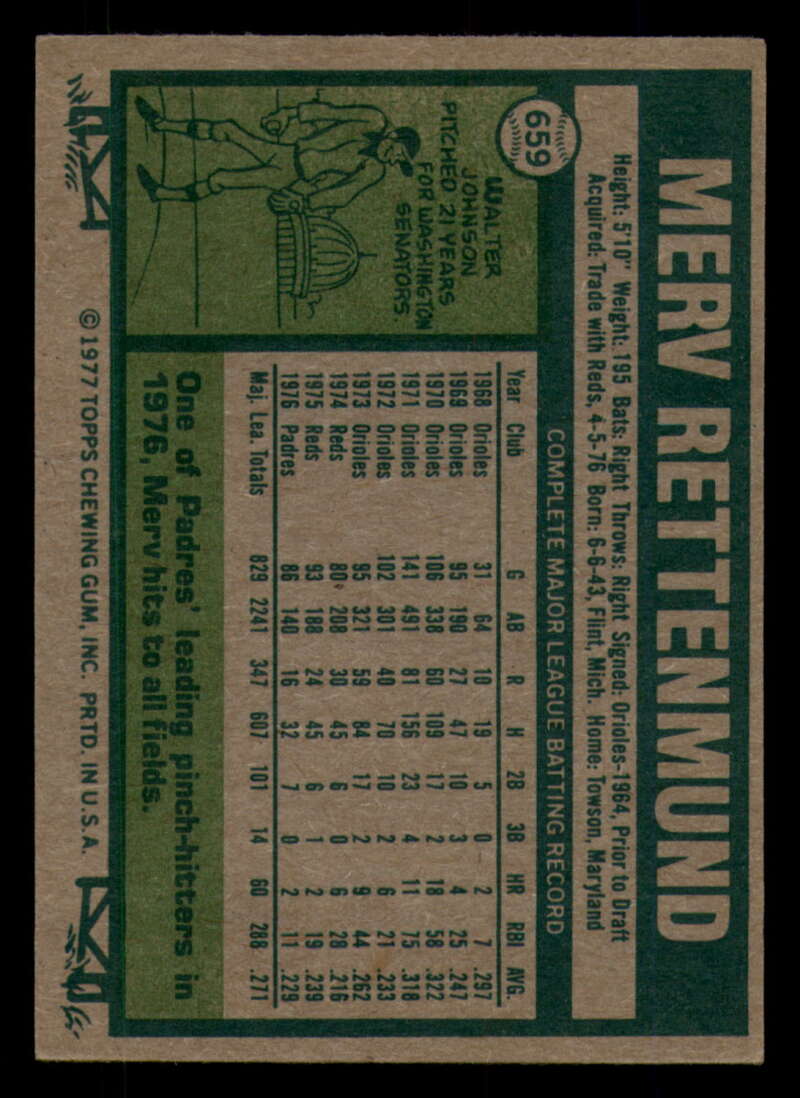 MERV RETTENMUND
Height: 5'10" Weight: 195 Bats: Right Throws: Right Signed: Orioles-1964, Prior to Draft
Acquired: Trade with Reds, 4-5-76 Born: 6-6-43, Flint, Mich. Home: Towson, Maryland
659
WALTER
JOHNSON
PITCHED 21 YEARS
FOR WASHINGTON
SENATORS.
COMPLETE MAJOR LEAGUE BATTING RECORD
Year Club G AB R H 2B 3B HR RBI AVG.
1968 Orioles 31 64 10 19 5 0 2 7 .297
1969 Orioles 95 190 27 47 10 3 4 25 .247
1970 Orioles 106 338 60 109 17 2 18 58 .322
1971 Orioles 141 491 81 156 23 4 11 75 .318
1972 Orioles 102 301 40 70 10 2 6 21 .233
1973 Orioles 95 321 59 84 17 2 9 44 .262
1974 Reds 80 208 30 45 6 0 6 28 .216
1975 Reds 93 188 24 45 6 1 2 19 .239
1976 Padres 86 140 16 32 7 0 2 11 .229
Maj. Lea. Totals 829 2241 347 607 101 14 60 288 .271
One of Padres' leading pinch-hitters in
1976, Merv hits to all fields.
©1977 TOPPS CHEWING GUM, INC. PRTD. IN U.S.A.